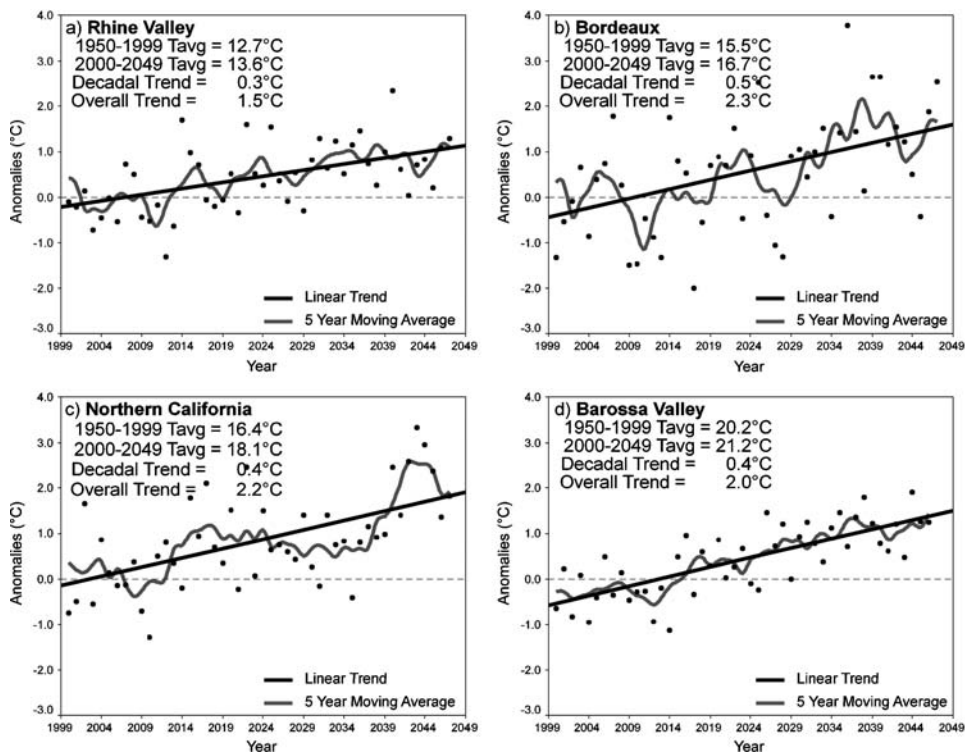 a) Rhine Valley
1950-1999 Tavg = 12.7°C
2000-2049 Tavg = 13.6°C
Decadal Trend = 0.3°C
Overall Trend = 1.5°C
4.0
3.0
2.0
1.0
0.0
-1.0
-2.0
-3.0
Anomalies (°C)
Linear Trend
5 Year Moving Average
1999 2004 2009 2014 2019 2024 2029 2034 2039 2044 2049
Year
b) Bordeaux
1950-1999 Tavg = 15.5°C
2000-2049 Tavg = 16.7°C
Decadal Trend = 0.5°C
Overall Trend = 2.3°C
4.0
3.0
2.0
1.0
0.0
-1.0
-2.0
-3.0
Anomalies (°C)
Linear Trend
5 Year Moving Average
1999 2004 2009 2014 2019 2024 2029 2034 2039 2044 2049
Year
c) Northern California
1950-1999 Tavg = 16.4°C
2000-2049 Tavg = 18.1°C
Decadal Trend = 0.4°C
Overall Trend = 2.2°C
4.0
3.0
2.0
1.0
0.0
-1.0
-2.0
-3.0
Anomalies (°C)
Linear Trend
5 Year Moving Average
1999 2004 2009 2014 2019 2024 2029 2034 2039 2044 2049
Year
d) Barossa Valley
1950-1999 Tavg = 20.2°C
2000-2049 Tavg = 21.2°C
Decadal Trend = 0.4°C
Overall Trend = 2.0°C
4.0
3.0
2.0
1.0
0.0
-1.0
-2.0
-3.0
Anomalies (°C)
Linear Trend
5 Year Moving Average
1999 2004 2009 2014 2019 2024 2029 2034 2039 2044 2049
Year